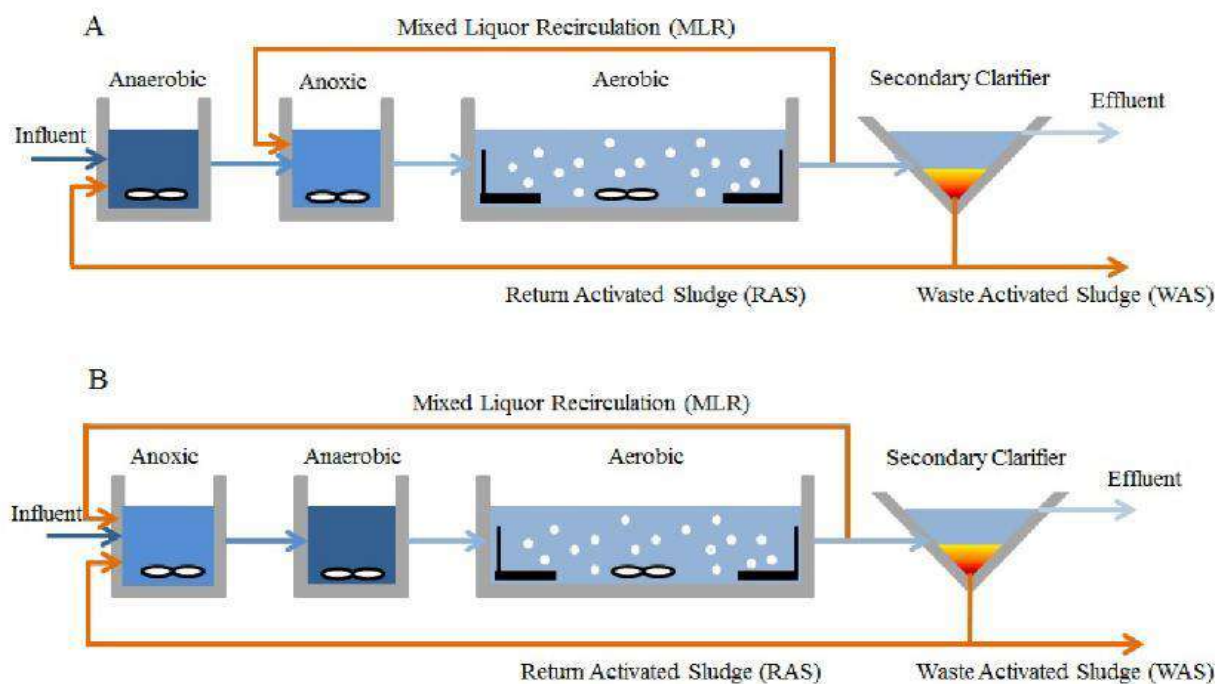 A
Mixed Liquor Recirculation (MLR)
Anaerobic
Anoxic
Aerobic
Secondary Clarifier
Effluent
Influent
Return Activated Sludge (RAS)
Waste Activated Sludge (WAS)
B
Mixed Liquor Recirculation (MLR)
Anoxic
Anaerobic
Aerobic
Secondary Clarifier
Effluent
Influent
Return Activated Sludge (RAS)
Waste Activated Sludge (WAS)